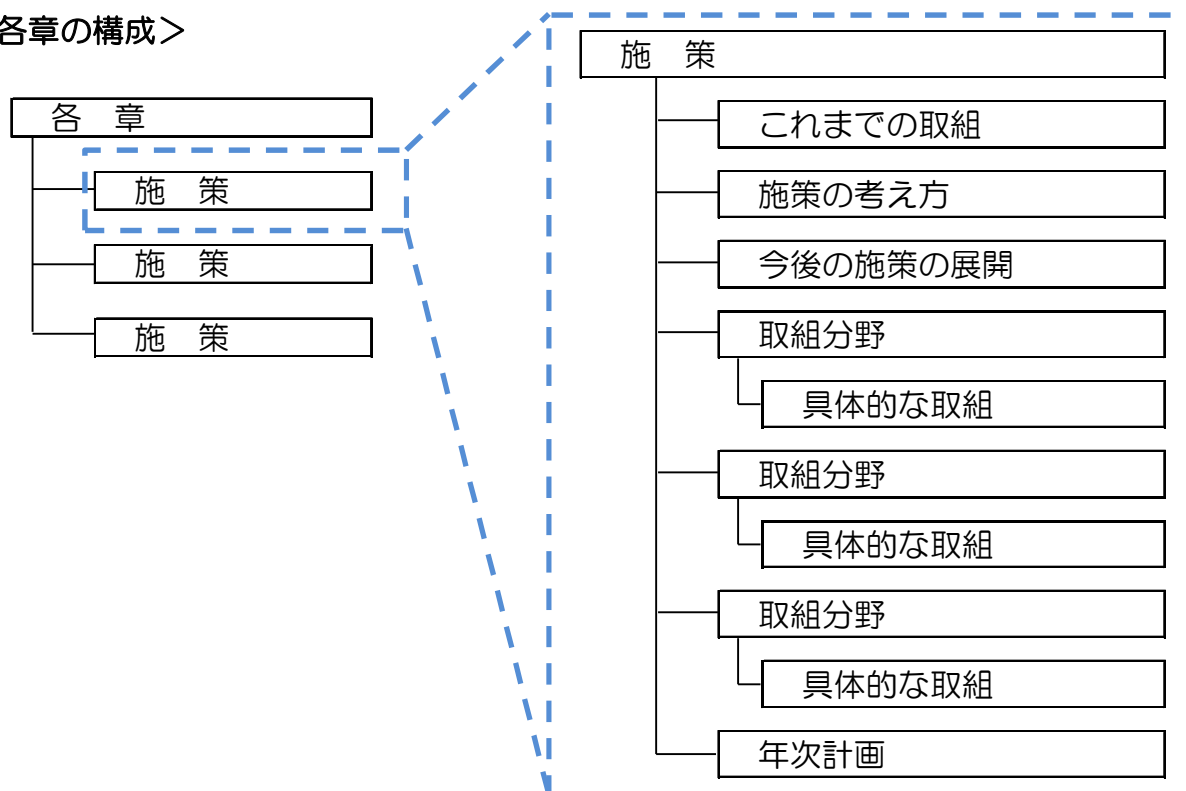 各章の構成＞
各　章
施　策
施　策
施　策
施　策
これまでの取組
施策の考え方
今後の施策の展開
取組分野
具体的な取組
取組分野
具体的な取組
取組分野
具体的な取組
年次計画